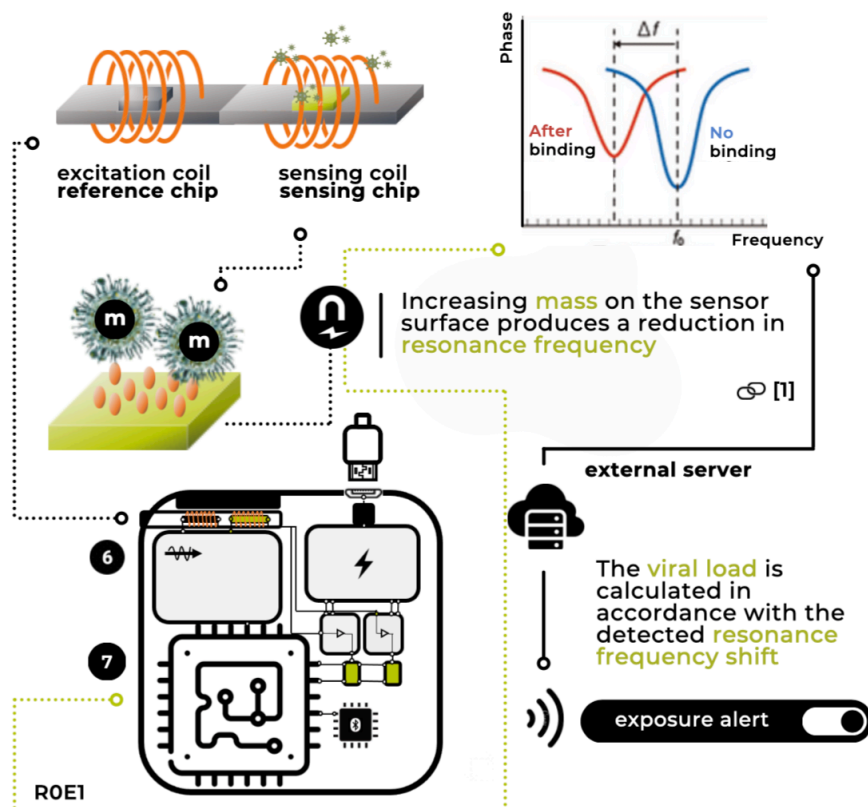 Phase
Δf
After
binding
No
binding
f₀
Frequency
excitation coil
reference chip
sensing coil
sensing chip
m
m
Increasing mass on the sensor
surface produces a reduction in
resonance frequency
[1]
external server
6
The viral load is
calculated in
accordance with the
detected resonance
frequency shift
7
exposure alert
R0E1